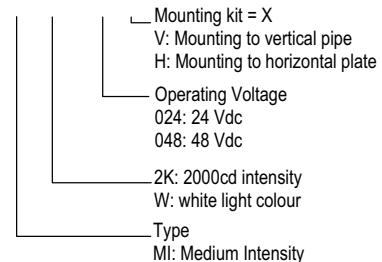 Mounting kit = X
V: Mounting to vertical pipe
H: Mounting to horizontal plate
Operating Voltage
024: 24 Vdc
048: 48 Vdc
2K: 2000cd intensity
W: white light colour
Type
MI: Medium Intensity